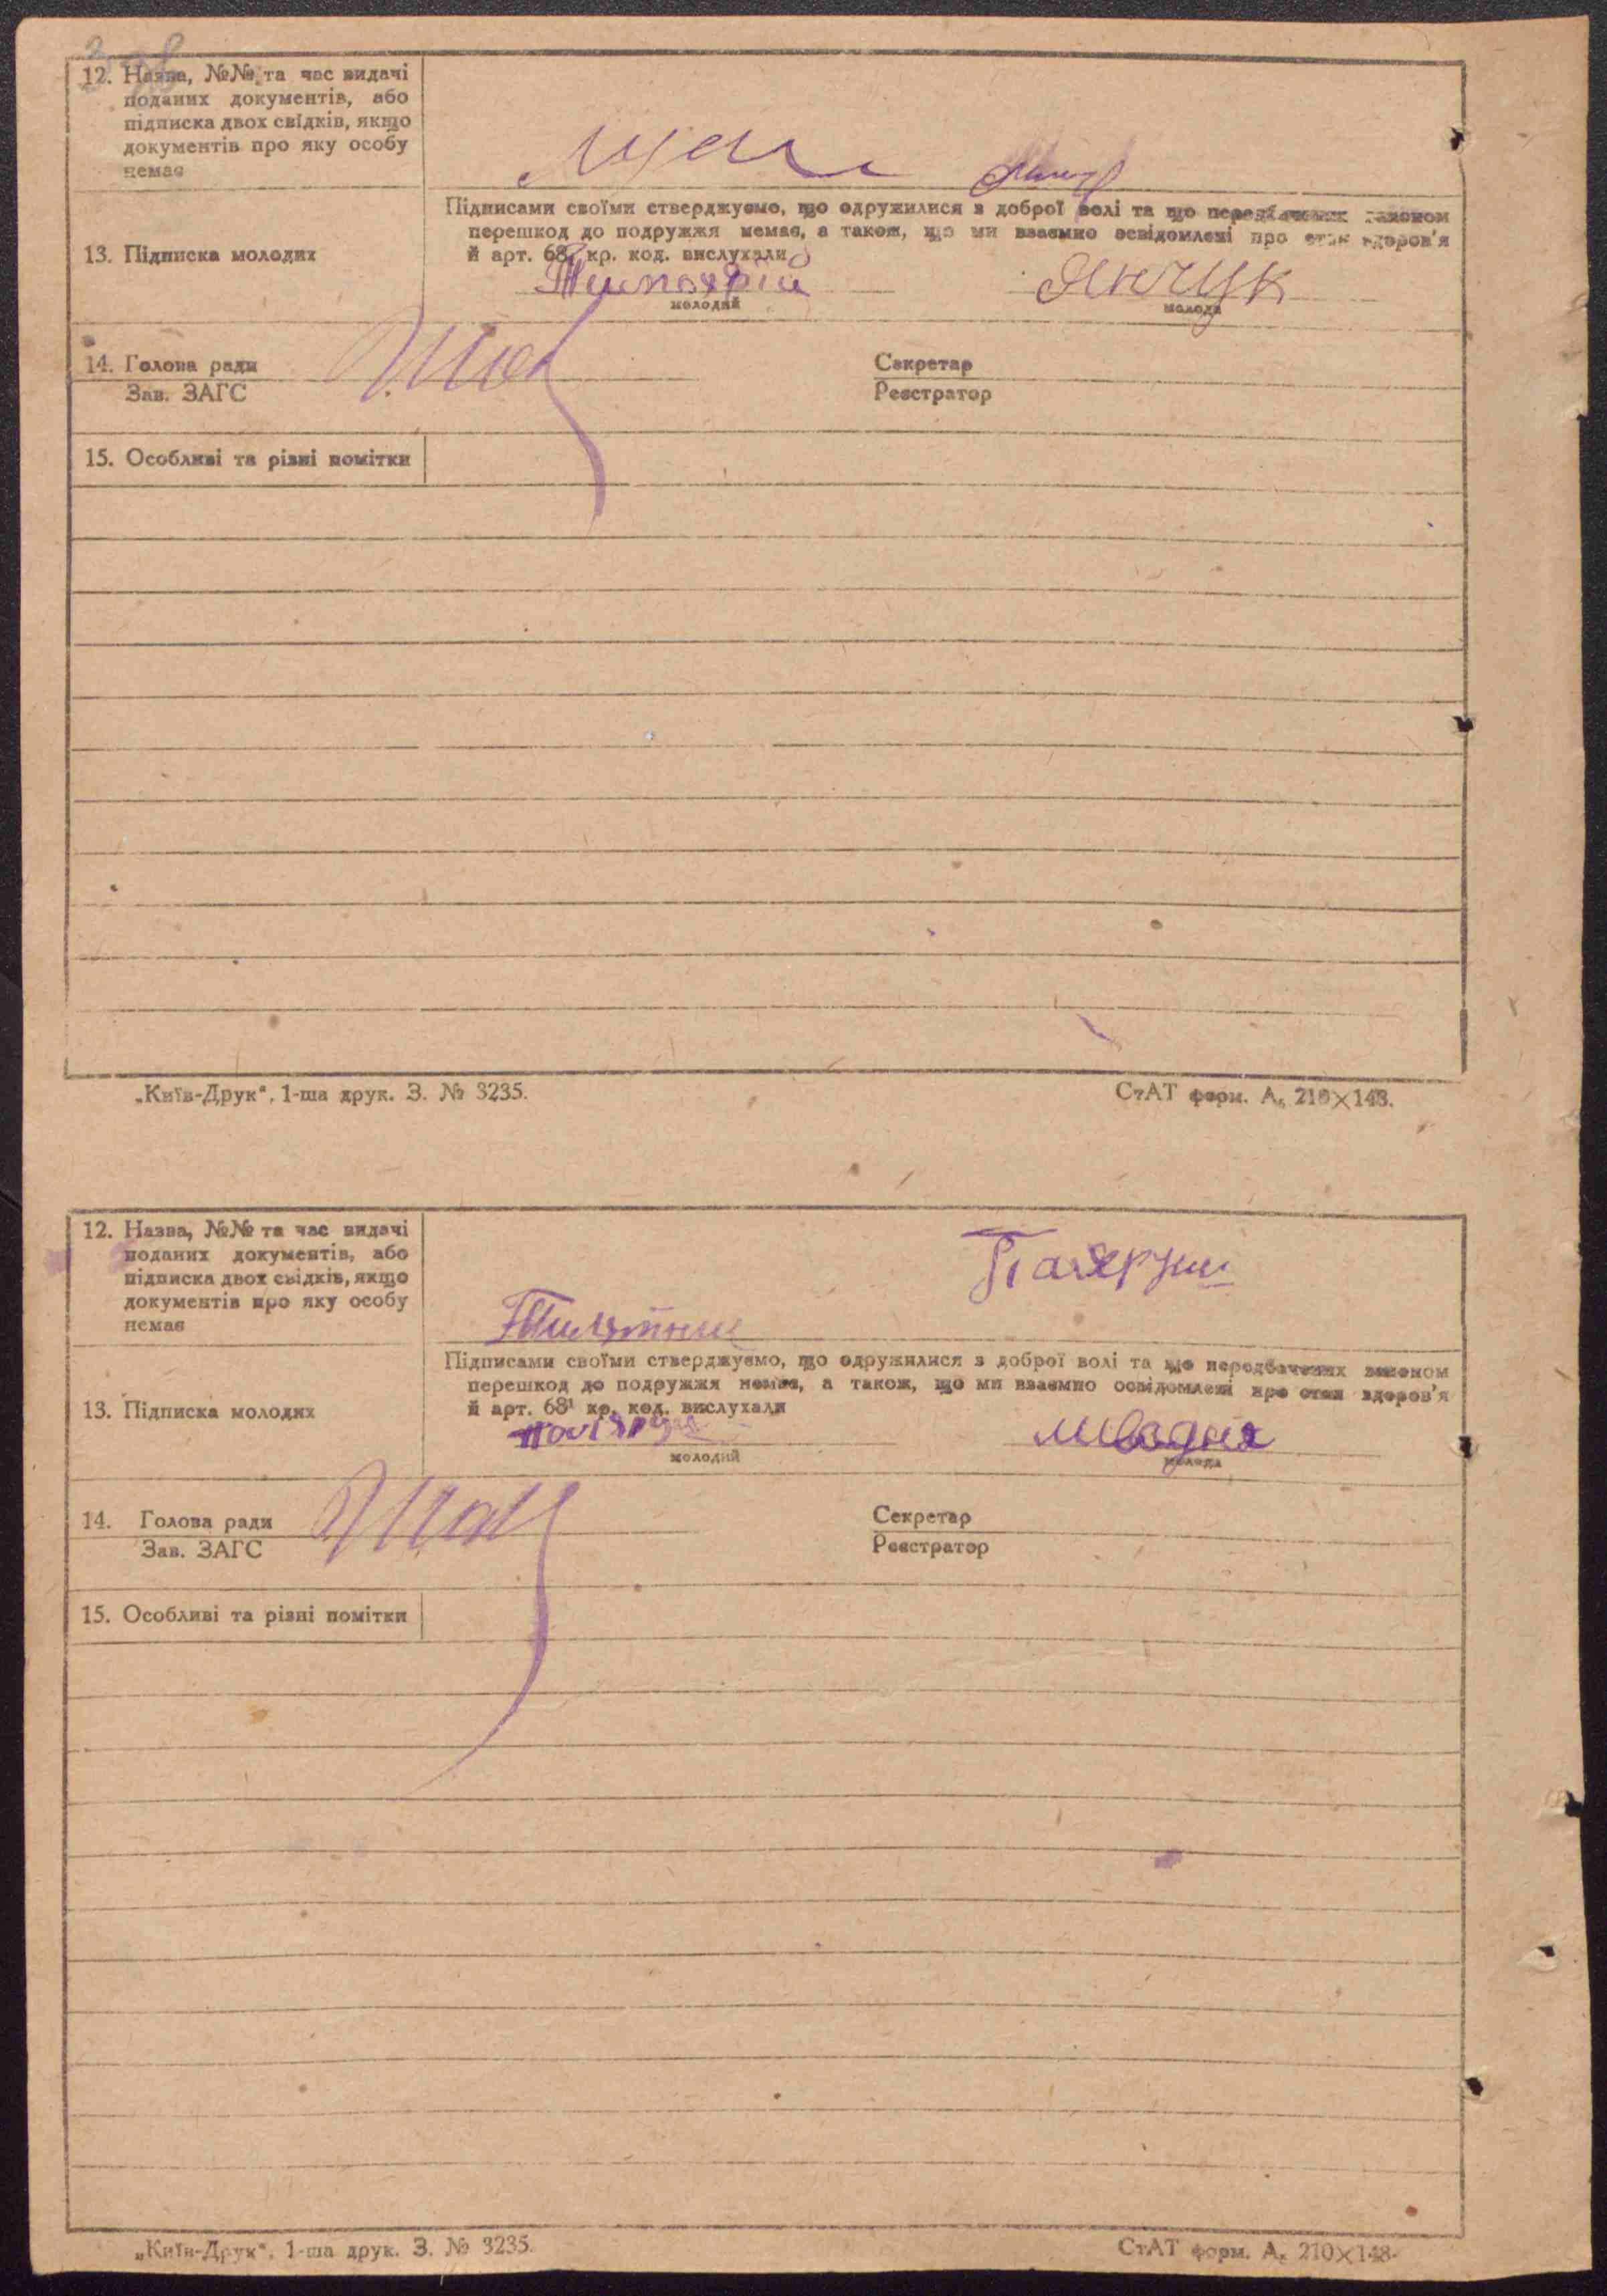 12. Назва, №№ та час видачі
поданих документів, або
підписка двох свідків, якщо
документів про яку особу
немає
Підписами своїми стверджуємо, що одружилися з доброї волі та що передбачених законом
перешкод до подружжя немає, а також, що ми взаємно освідомлені про стан здоров'я
й арт. 68¹ кр. код. вислухали
13. Підписка молодих
Янчук
молодий
молода
14. Голова ради
Зав. ЗАГС
Секретар
Реєстратор
15. Особливі та різні помітки
„Київ-Друк“, 1-ша друк. З. № 3235.
СтАТ форм. А₅ 210×148.
12. Назва, №№ та час видачі
поданих документів, або
підписка двох свідків, якщо
документів про яку особу
немає
Підписами своїми стверджуємо, що одружилися з доброї волі та що передбачених законом
перешкод до подружжя немає, а також, що ми взаємно освідомлені про стан здоров'я
й арт. 68¹ кр. код. вислухали
13. Підписка молодих
молодий
молода
14. Голова ради
Зав. ЗАГС
Секретар
Реєстратор
15. Особливі та різні помітки
„Київ-Друк“, 1-ша друк. З. № 3235.
СтАТ форм. А₅ 210×148.